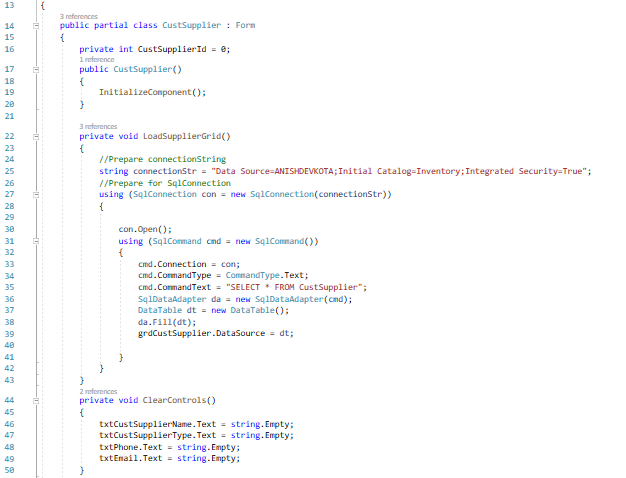 13 {
3 references
14 public partial class CustSupplier : Form
15 {
16 private int CustSupplierId = 0;
1 reference
17 public CustSupplier()
18 {
19 InitializeComponent();
20 }
21
3 references
22 private void LoadSupplierGrid()
23 {
24 //Prepare connectionString
25 string connectionStr = "Data Source=ANISHDEVKOTA;Initial Catalog=Inventory;Integrated Security=True";
26 //Prepare for SqlConnection
27 using (SqlConnection con = new SqlConnection(connectionStr))
28 {
29
30 con.Open();
31 using (SqlCommand cmd = new SqlCommand())
32 {
33 cmd.Connection = con;
34 cmd.CommandType = CommandType.Text;
35 cmd.CommandText = "SELECT * FROM CustSupplier";
36 SqlDataAdapter da = new SqlDataAdapter(cmd);
37 DataTable dt = new DataTable();
38 da.Fill(dt);
39 grdCustSupplier.DataSource = dt;
40
41 }
42 }
43 }
2 references
44 private void ClearControls()
45 {
46 txtCustSupplierName.Text = string.Empty;
47 txtCustSupplierType.Text = string.Empty;
48 txtPhone.Text = string.Empty;
49 txtEmail.Text = string.Empty;
50 }